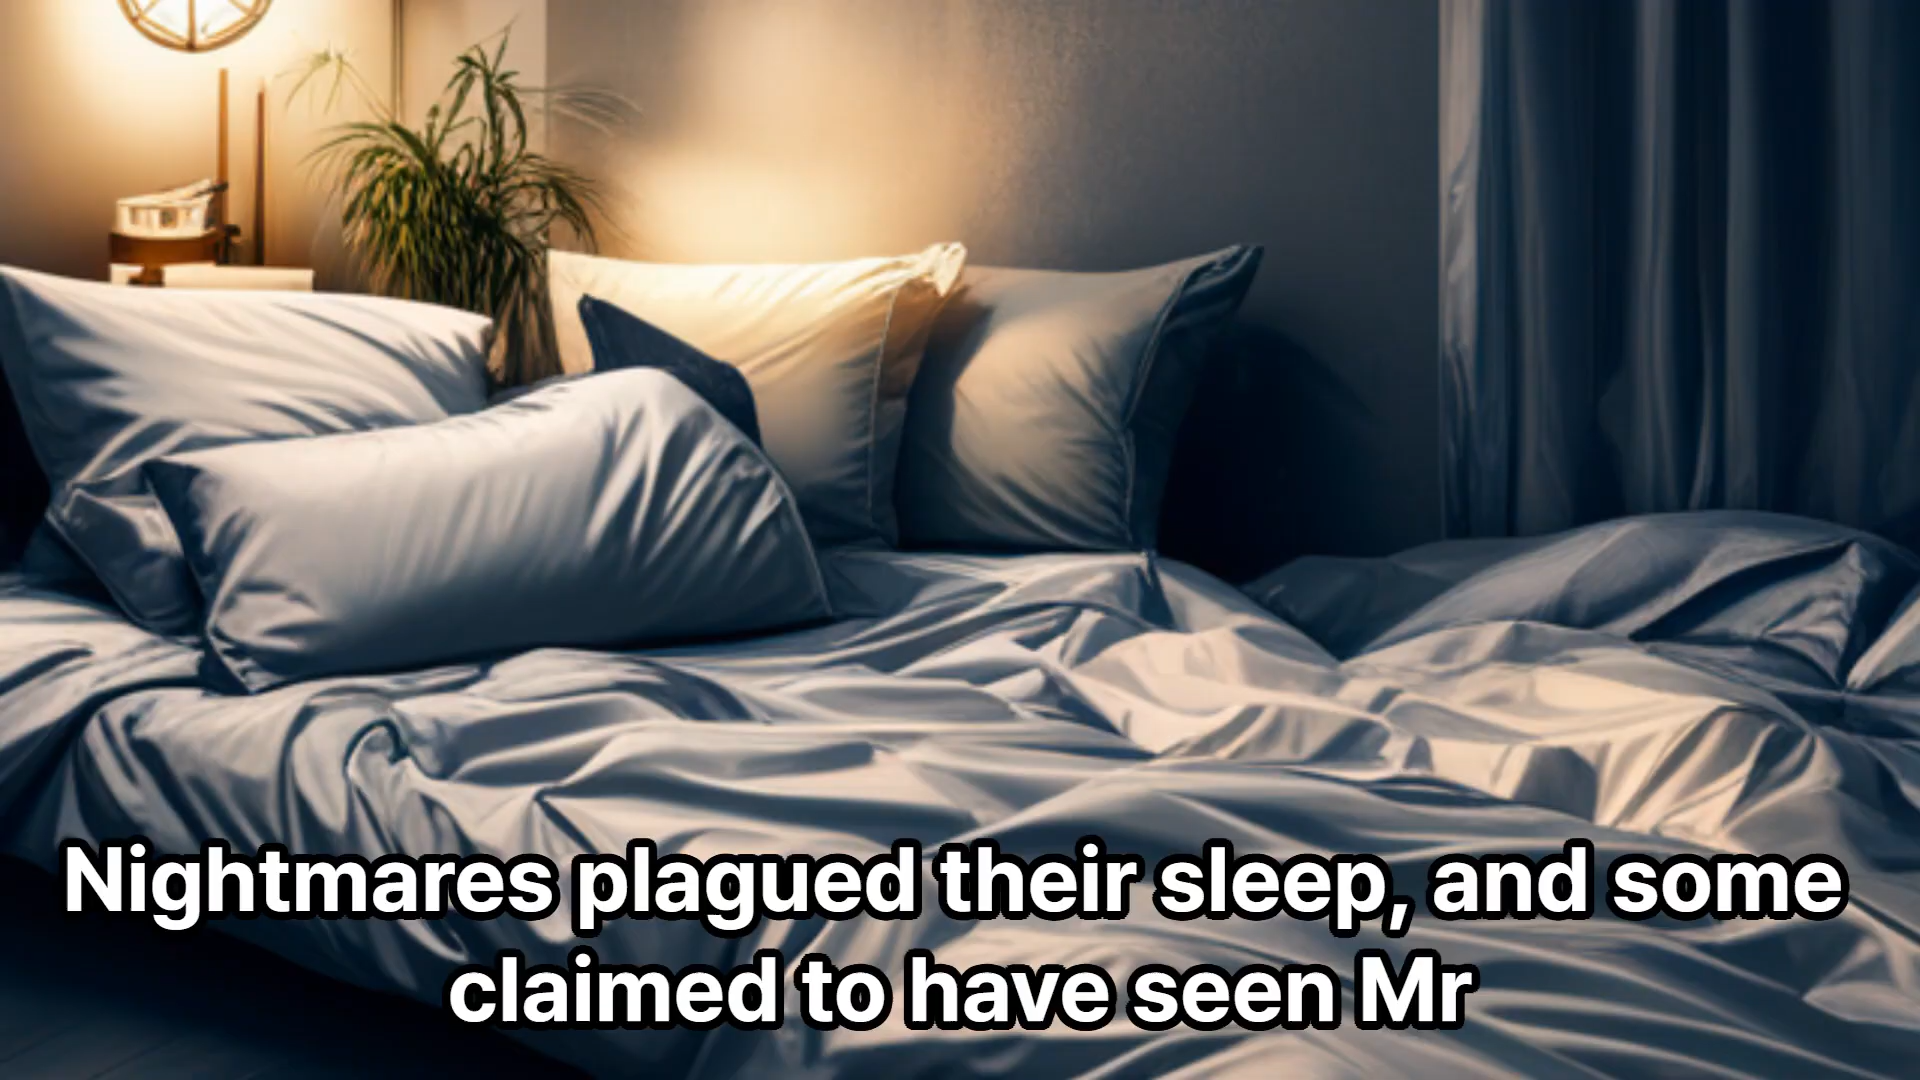 Nightmares plagued their sleep, and some
claimed to have seen Mr